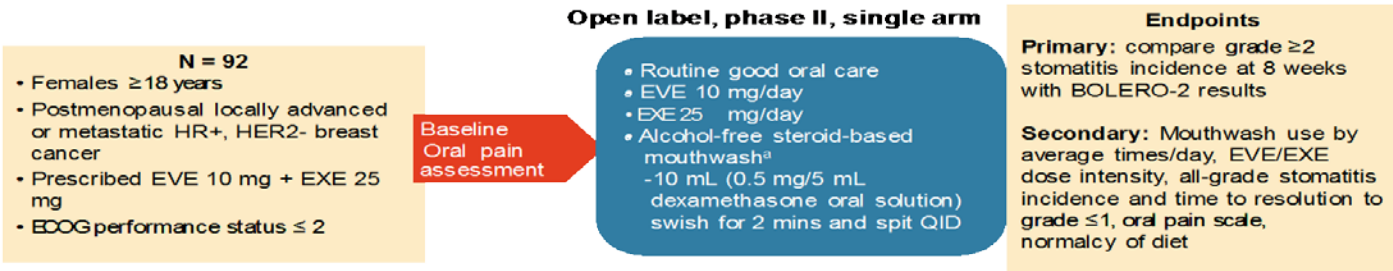 Open label, phase II, single arm
N = 92
• Females ≥18 years
• Postmenopausal locally advanced
or metastatic HR+, HER2- breast
cancer
• Prescribed EVE 10 mg + EXE 25
mg
• ECOG performance status ≤ 2
Baseline
Oral pain
assessment
• Routine good oral care
• EVE 10 mg/day
• EXE 25 mg/day
• Alcohol-free steroid-based
mouthwashᵃ
-10 mL (0.5 mg/5 mL
dexamethasone oral solution)
swish for 2 mins and spit QID
Endpoints
Primary: compare grade ≥2
stomatitis incidence at 8 weeks
with BOLERO-2 results
Secondary: Mouthwash use by
average times/day, EVE/EXE
dose intensity, all-grade stomatitis
incidence and time to resolution to
grade ≤1, oral pain scale,
normalcy of diet